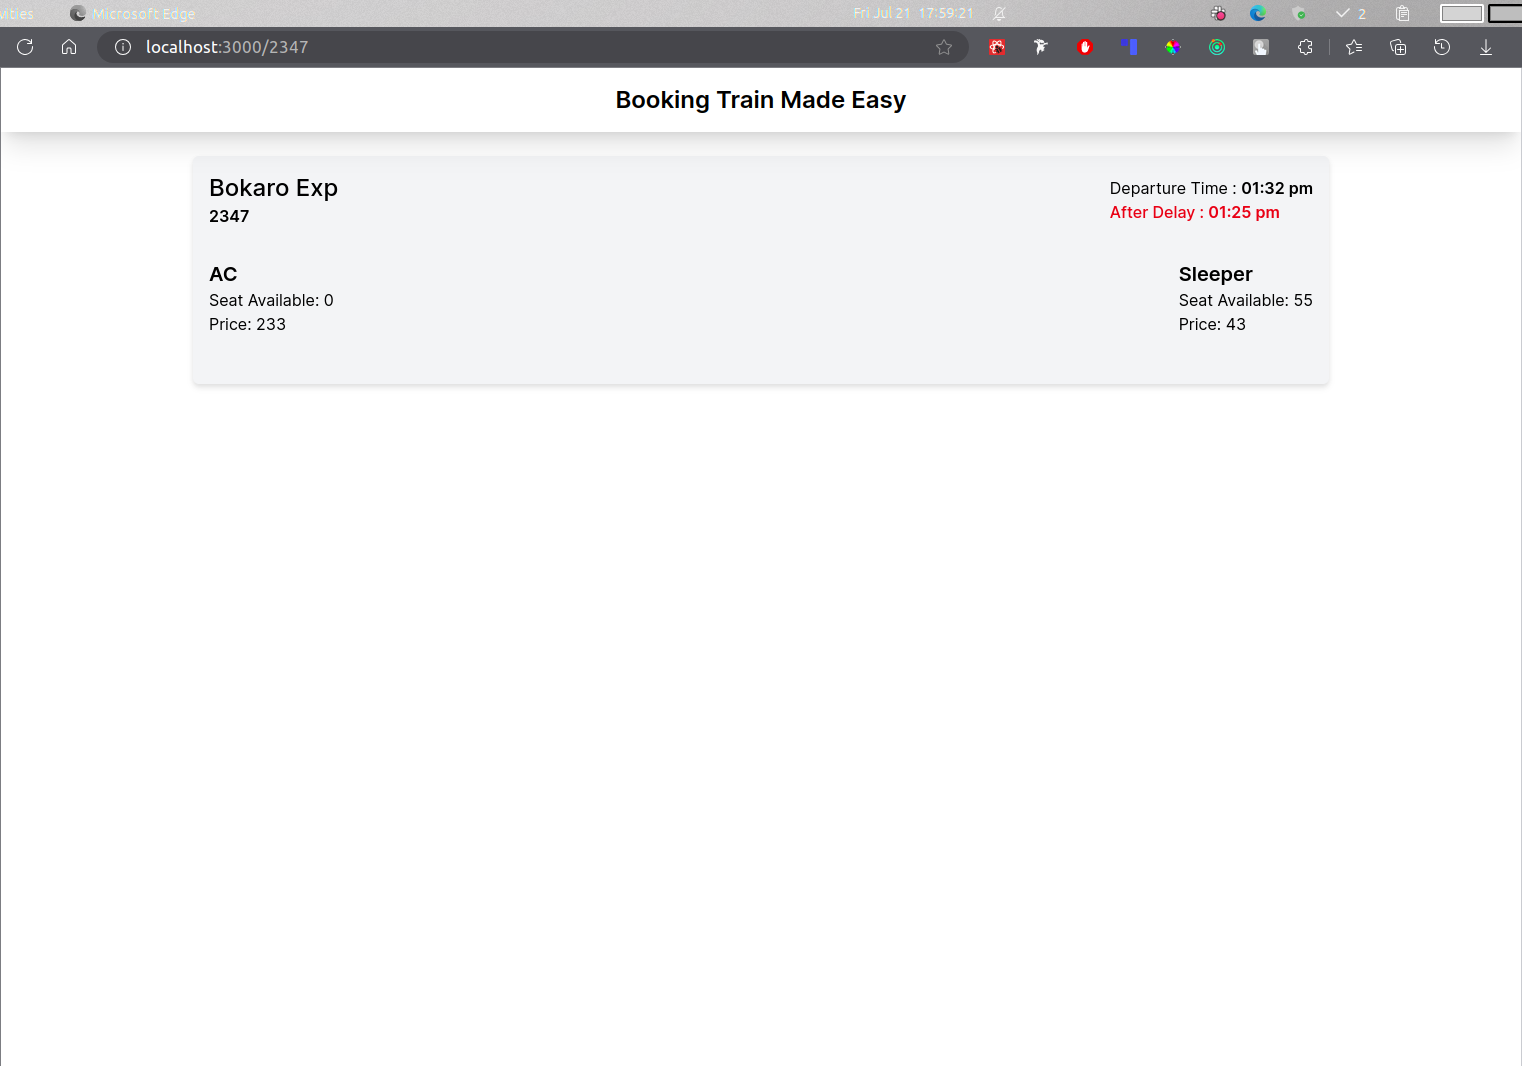 vities Microsoft Edge Fri Jul 21 17:59:21 2
localhost:3000/2347
Booking Train Made Easy
Bokaro Exp
2347
Departure Time : 01:32 pm
After Delay : 01:25 pm
AC
Seat Available: 0
Price: 233
Sleeper
Seat Available: 55
Price: 43